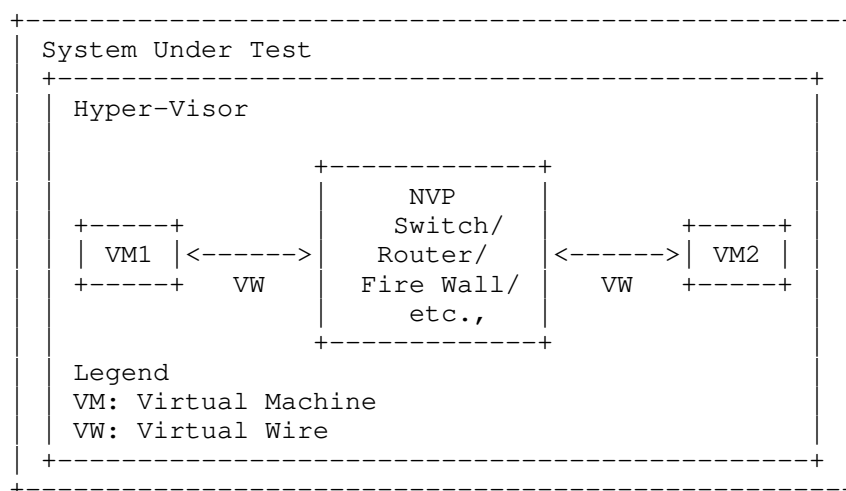 System Under Test
Hyper-Visor
NVP
Switch/
VM1 <------> Router/ <------> VM2
VW Fire Wall/ VW
etc.,
Legend
VM: Virtual Machine
VW: Virtual Wire